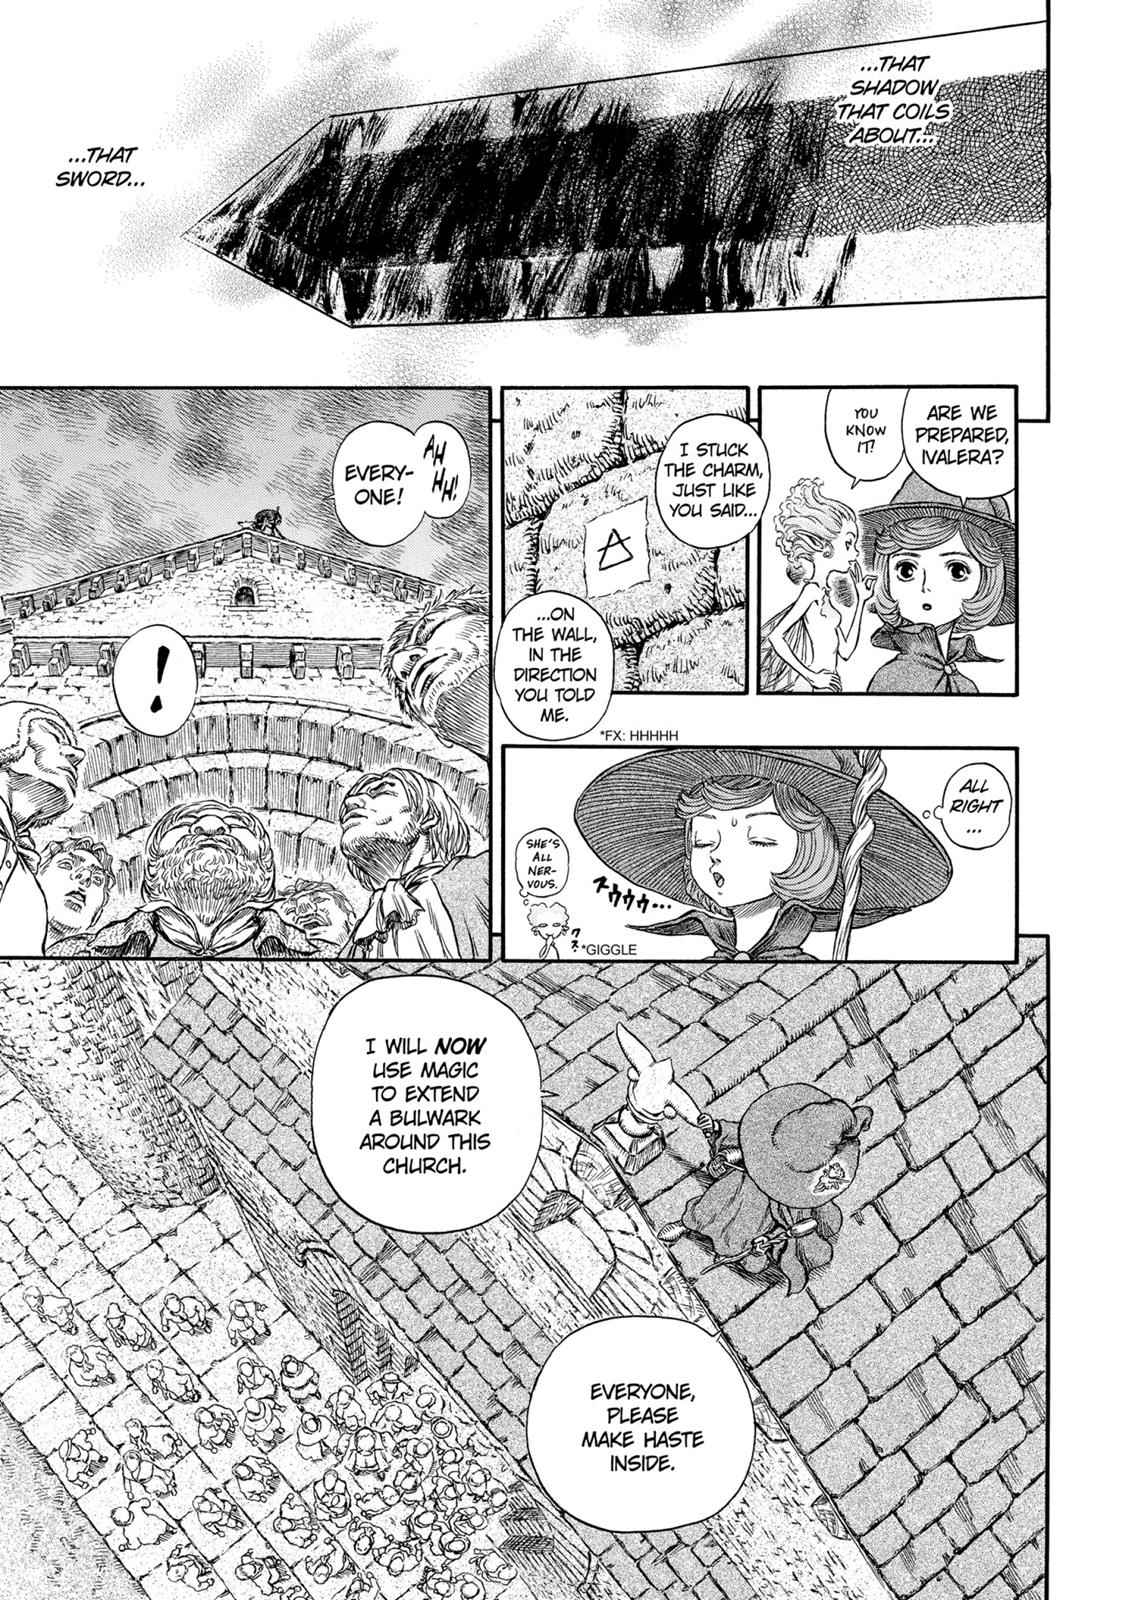 ...THAT
SHADOW
THAT COILS
ABOUT...
...THAT
SWORD...
ARE WE
PREPARED,
IVALERA?
YOU
KNOW
IT!
I STUCK
THE CHARM,
JUST LIKE
YOU SAID...
...ON
THE WALL,
IN THE
DIRECTION
YOU TOLD
ME.
*FX: HHHHH
ALL
RIGHT
...
SHE'S
ALL
NER-
VOUS.
スゥゥゥ...
*GIGGLE
AH
HH!
EVERY-
ONE!
!
I WILL NOW
USE MAGIC
TO EXTEND
A BULWARK
AROUND THIS
CHURCH.
EVERYONE,
PLEASE
MAKE HASTE
INSIDE.